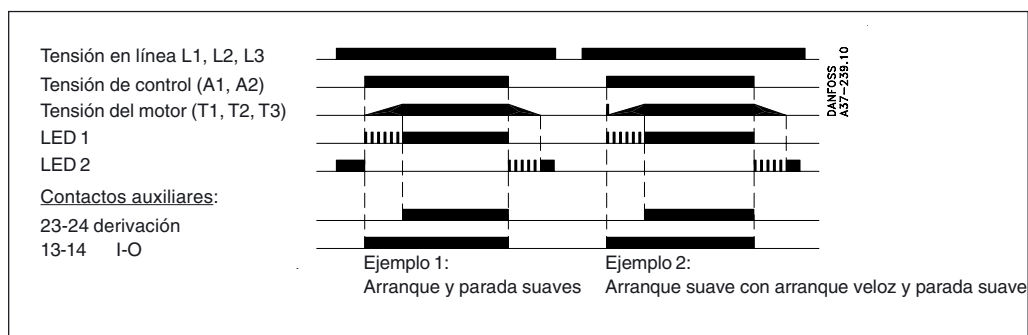 Tensión en línea L1, L2, L3
Tensión de control (A1, A2)
Tensión del motor (T1, T2, T3)
LED 1
LED 2
Contactos auxiliares:
23-24 derivación
13-14 I-O
Ejemplo 1:
Arranque y parada suaves
Ejemplo 2:
Arranque suave con arranque veloz y parada suave
DANFOSS
A37-239.10